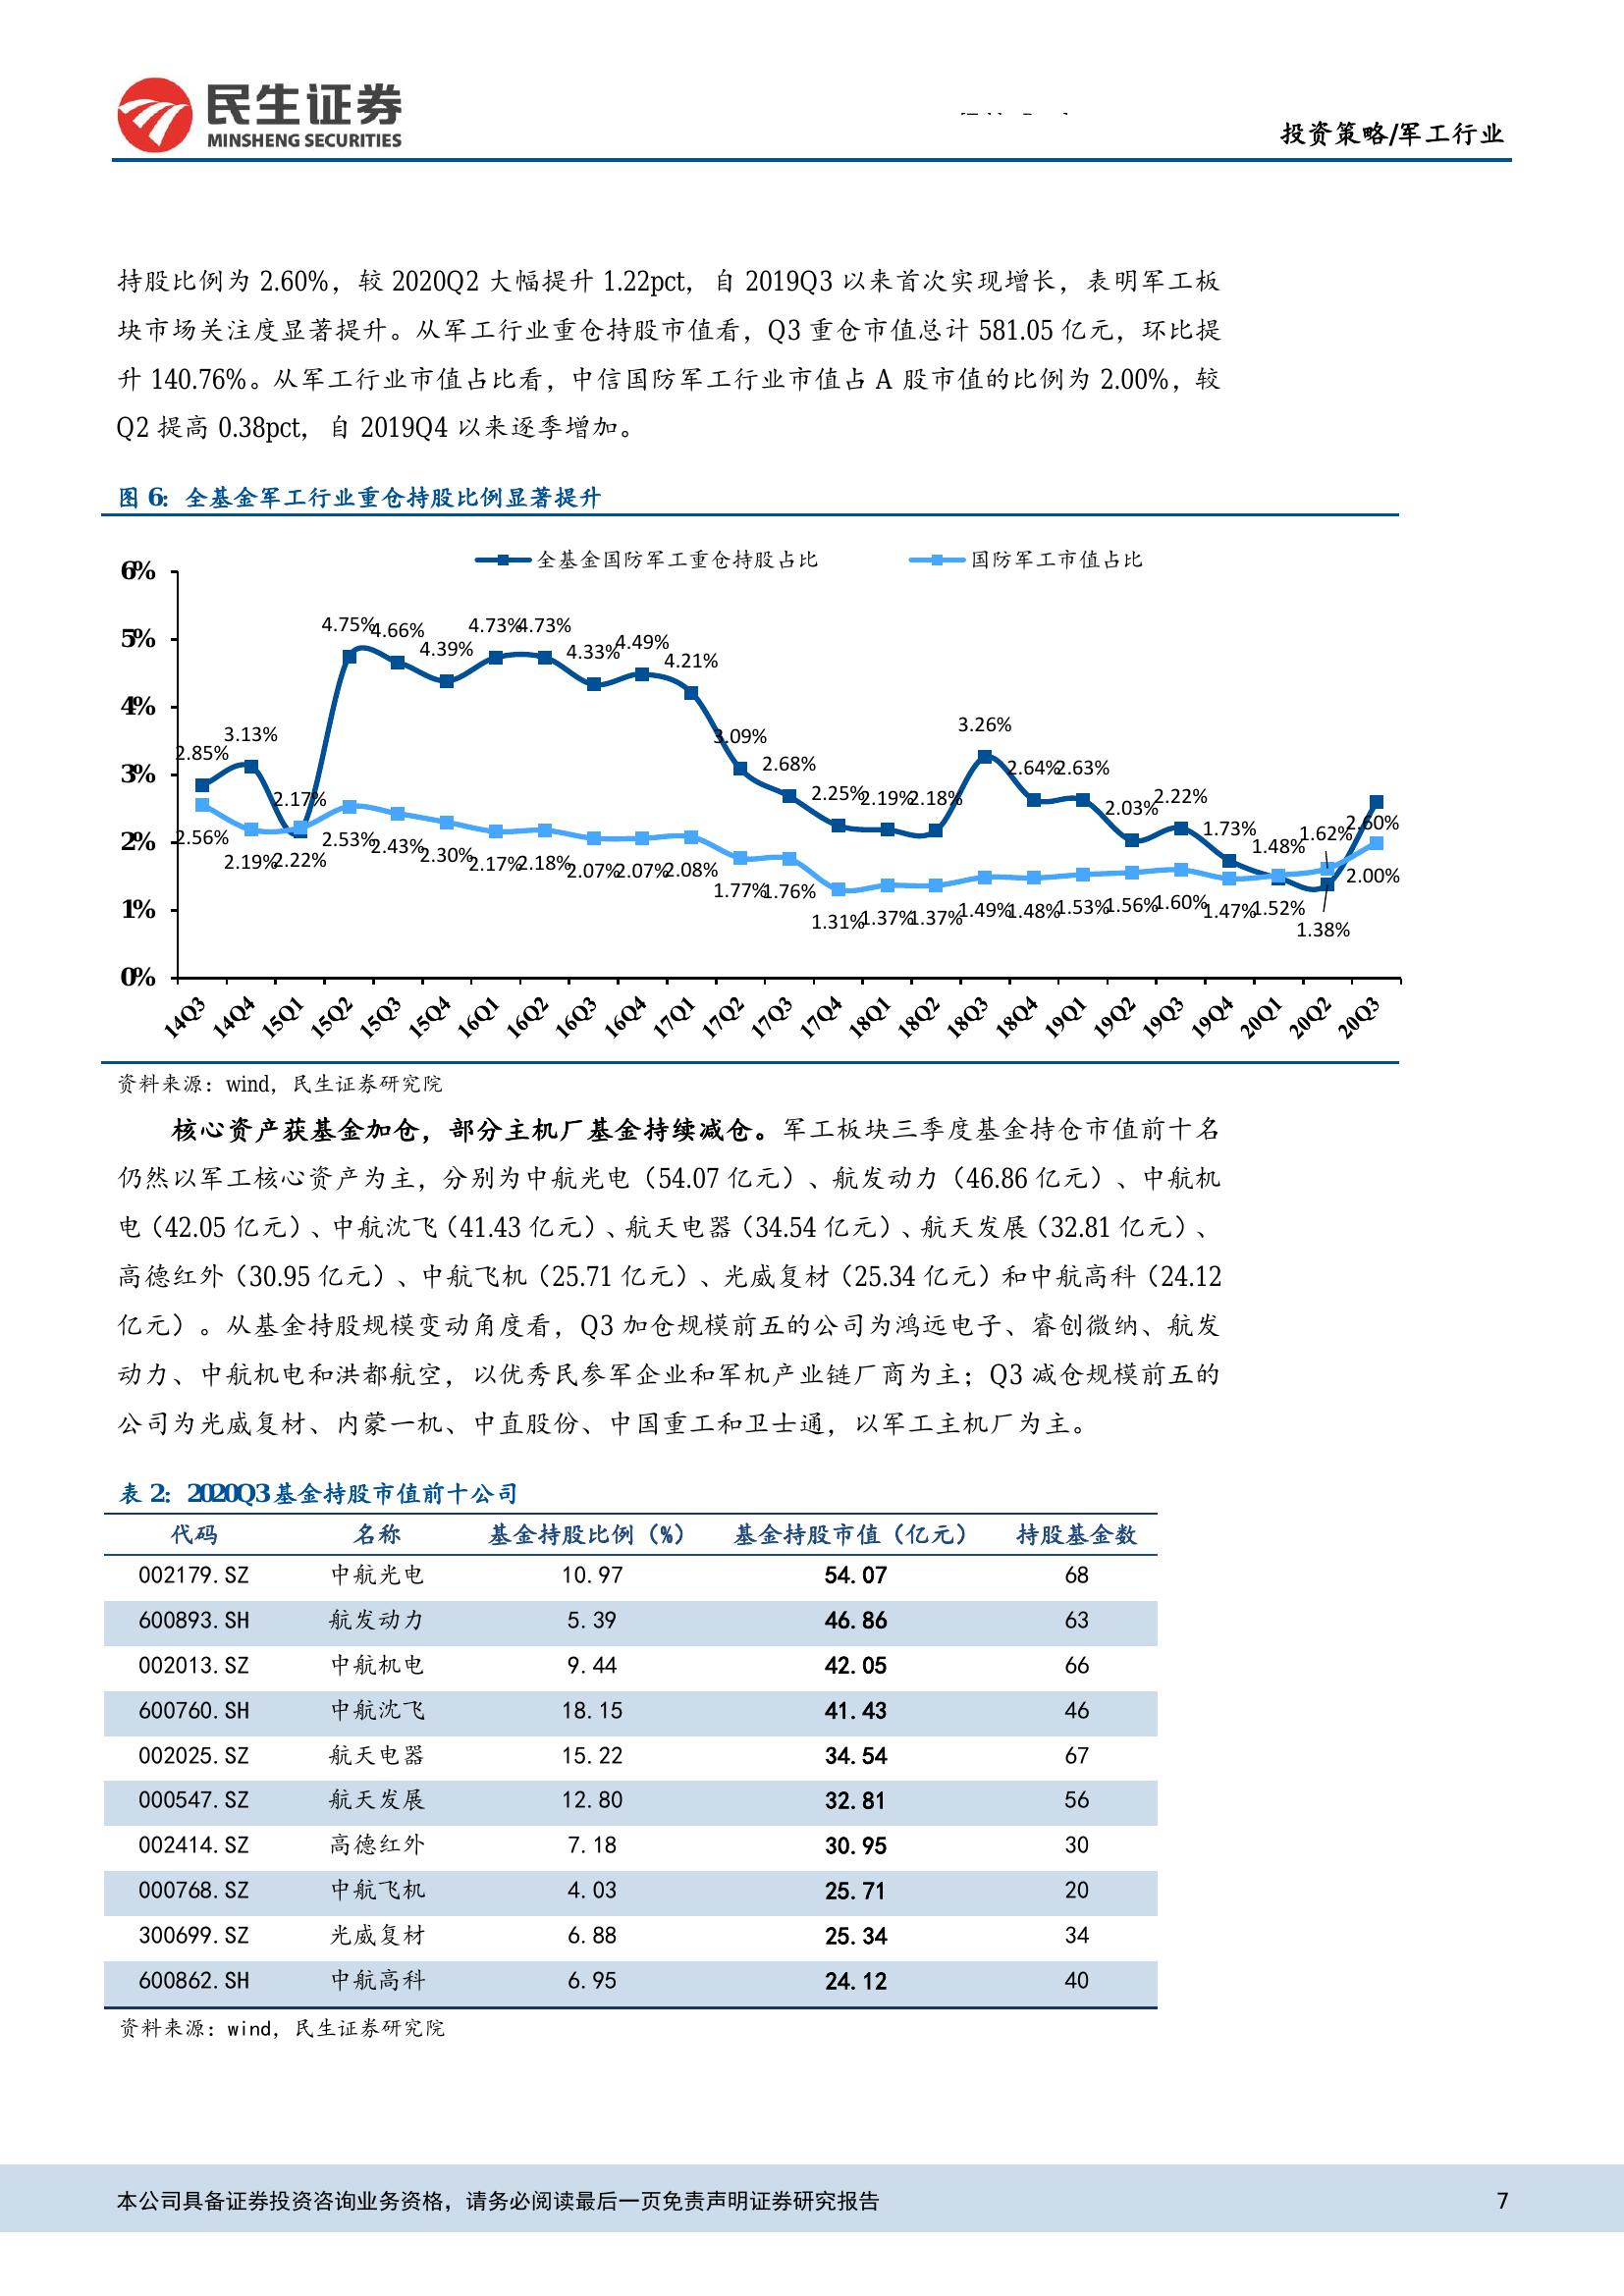 民生证券
MINSHENG SECURITIES
投资策略/军工行业
持股比例为 2.60%，较 2020Q2 大幅提升 1.22pct，自 2019Q3 以来首次实现增长，表明军工板
块市场关注度显著提升。从军工行业重仓持股市值看，Q3 重仓市值总计 581.05 亿元，环比提
升 140.76%。从军工行业市值占比看，中信国防军工行业市值占 A 股市值的比例为 2.00%，较
Q2 提高 0.38pct，自 2019Q4 以来逐季增加。
图 6：全基金军工行业重仓持股比例显著提升
全基金国防军工重仓持股占比 国防军工市值占比
6%
5%
4%
3%
2%
1%
0%
2.85% 3.13% 2.17% 4.75% 4.66% 4.39% 4.73% 4.73% 4.33% 4.49% 4.21% 3.09% 2.68% 2.25% 2.19% 2.18% 3.26% 2.64% 2.63% 2.03% 2.22% 1.73% 1.48% 1.38% 2.60%
2.56% 2.19% 2.22% 2.53% 2.43% 2.30% 2.17% 2.18% 2.07% 2.07% 2.08% 1.77% 1.76% 1.31% 1.37% 1.37% 1.49% 1.48% 1.53% 1.56% 1.60% 1.47% 1.52% 1.62% 2.00%
14Q3 14Q4 15Q1 15Q2 15Q3 15Q4 16Q1 16Q2 16Q3 16Q4 17Q1 17Q2 17Q3 17Q4 18Q1 18Q2 18Q3 18Q4 19Q1 19Q2 19Q3 19Q4 20Q1 20Q2 20Q3
资料来源：wind，民生证券研究院
核心资产获基金加仓，部分主机厂基金持续减仓。军工板块三季度基金持仓市值前十名
仍然以军工核心资产为主，分别为中航光电（54.07 亿元）、航发动力（46.86 亿元）、中航机
电（42.05 亿元）、中航沈飞（41.43 亿元）、航天电器（34.54 亿元）、航天发展（32.81 亿元）、
高德红外（30.95 亿元）、中航飞机（25.71 亿元）、光威复材（25.34 亿元）和中航高科（24.12
亿元）。从基金持股规模变动角度看，Q3 加仓规模前五的公司为鸿远电子、睿创微纳、航发
动力、中航机电和洪都航空，以优秀民参军企业和军机产业链厂商为主；Q3 减仓规模前五的
公司为光威复材、内蒙一机、中直股份、中国重工和卫士通，以军工主机厂为主。
表 2：2020Q3 基金持股市值前十公司
代码 名称 基金持股比例（%） 基金持股市值（亿元） 持股基金数
002179.SZ 中航光电 10.97 54.07 68
600893.SH 航发动力 5.39 46.86 63
002013.SZ 中航机电 9.44 42.05 66
600760.SH 中航沈飞 18.15 41.43 46
002025.SZ 航天电器 15.22 34.54 67
000547.SZ 航天发展 12.80 32.81 56
002414.SZ 高德红外 7.18 30.95 30
000768.SZ 中航飞机 4.03 25.71 20
300699.SZ 光威复材 6.88 25.34 34
600862.SH 中航高科 6.95 24.12 40
资料来源：wind，民生证券研究院
本公司具备证券投资咨询业务资格，请务必阅读最后一页免责声明证券研究报告 7